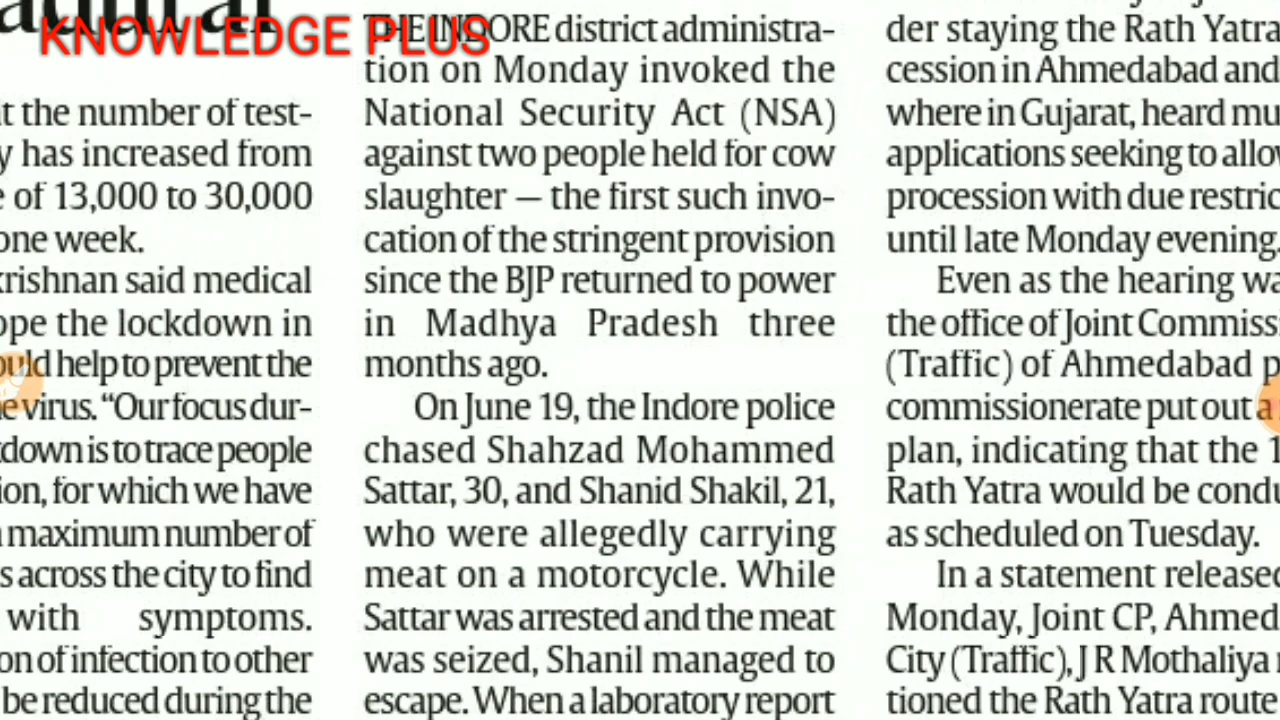 KNOWLEDGE PLUS
t the number of test-
y has increased from
e of 13,000 to 30,000
one week.
krishnan said medical
ope the lockdown in
ould help to prevent the
e virus. “Our focus dur-
kdown is to trace people
ion, for which we have
maximum number of
s across the city to find
with symptoms.
on of infection to other
be reduced during the
THE INDORE district administra-
tion on Monday invoked the
National Security Act (NSA)
against two people held for cow
slaughter — the first such invo-
cation of the stringent provision
since the BJP returned to power
in Madhya Pradesh three
months ago.
On June 19, the Indore police
chased Shahzad Mohammed
Sattar, 30, and Shanid Shakil, 21,
who were allegedly carrying
meat on a motorcycle. While
Sattar was arrested and the meat
was seized, Shanil managed to
escape. When a laboratory report
der staying the Rath Yatra
cession in Ahmedabad and
where in Gujarat, heard mu
applications seeking to allow
procession with due restric
until late Monday evening.
Even as the hearing wa
the office of Joint Commiss
(Traffic) of Ahmedabad p
commissionerate put out a
plan, indicating that the 1
Rath Yatra would be condu
as scheduled on Tuesday.
In a statement released
Monday, Joint CP, Ahmed
City (Traffic), J R Mothaliya
tioned the Rath Yatra route